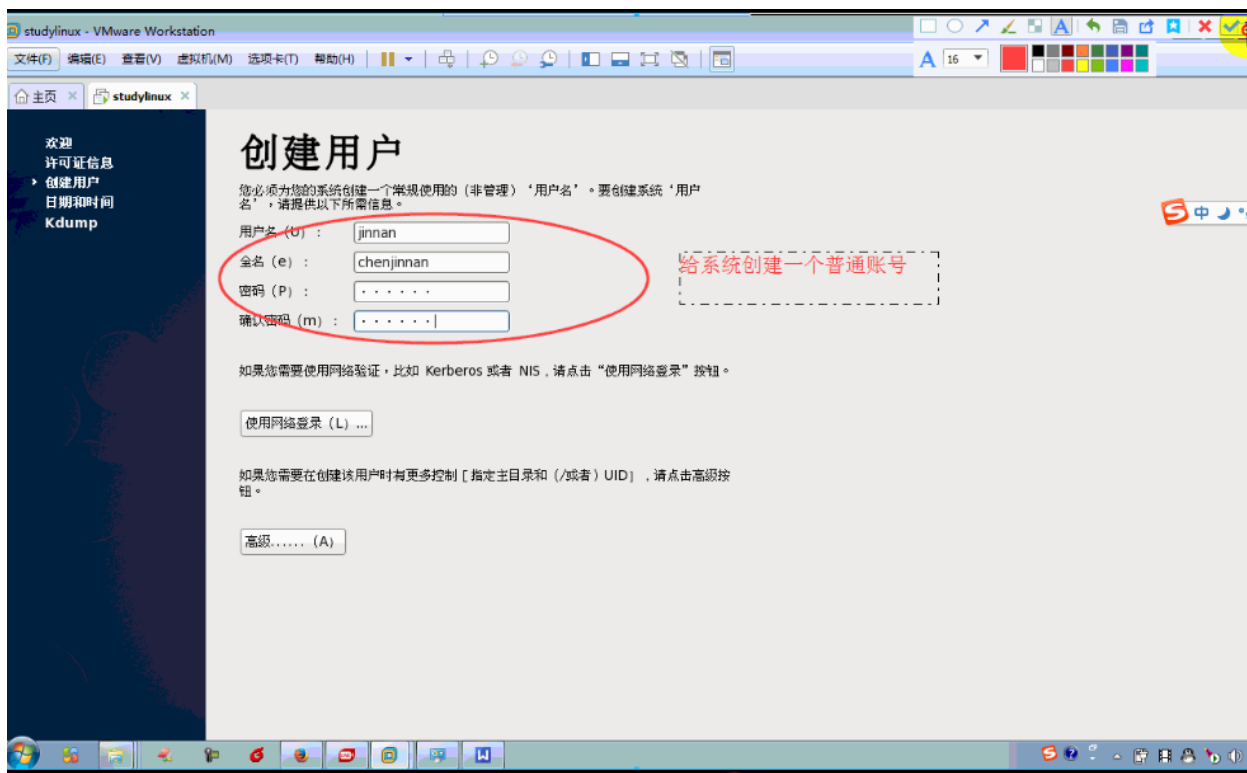 studylinux - VMware Workstation
文件(F) 编辑(E) 查看(V) 虚拟机(M) 选项卡(T) 帮助(H)
A 16
主页 × studylinux ×
欢迎
许可证信息
创建用户
日期和时间
Kdump
创建用户
您必须为您的系统创建一个常规使用的（非管理）‘用户名’。要创建系统‘用户
名’，请提供以下所需信息。
用户名（U）： jinnan
全名（e）： chenjinnan
密码（P）： ······
确认密码（m）： ······
给系统创建一个普通账号
如果您需要使用网络验证，比如 Kerberos 或者 NIS，请点击“使用网络登录”按钮。
使用网络登录（L）...
如果您需要在创建该用户时有更多控制 [ 指定主目录和（/或者）UID]，请点击高级按
钮。
高级......（A）
中